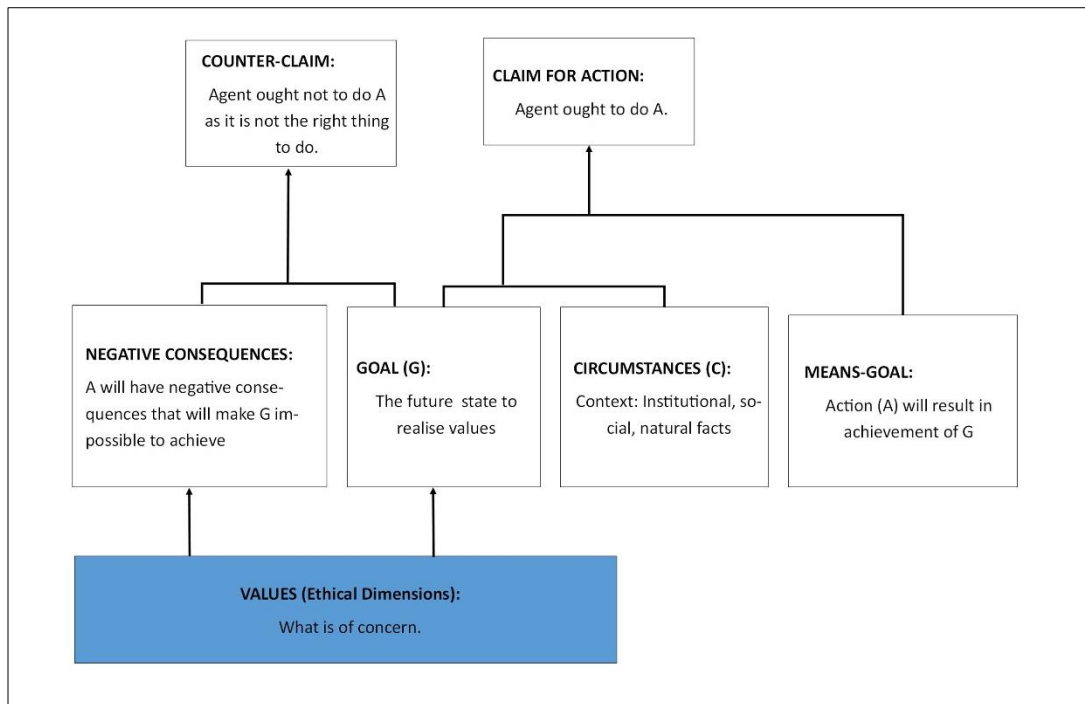 COUNTER-CLAIM:
Agent ought not to do A
as it is not the right thing
to do.
CLAIM FOR ACTION:
Agent ought to do A.
NEGATIVE CONSEQUENCES:
A will have negative conse-
quences that will make G im-
possible to achieve
GOAL (G):
The future state to
realise values
CIRCUMSTANCES (C):
Context: Institutional, so-
cial, natural facts
MEANS-GOAL:
Action (A) will result in
achievement of G
VALUES (Ethical Dimensions):
What is of concern.